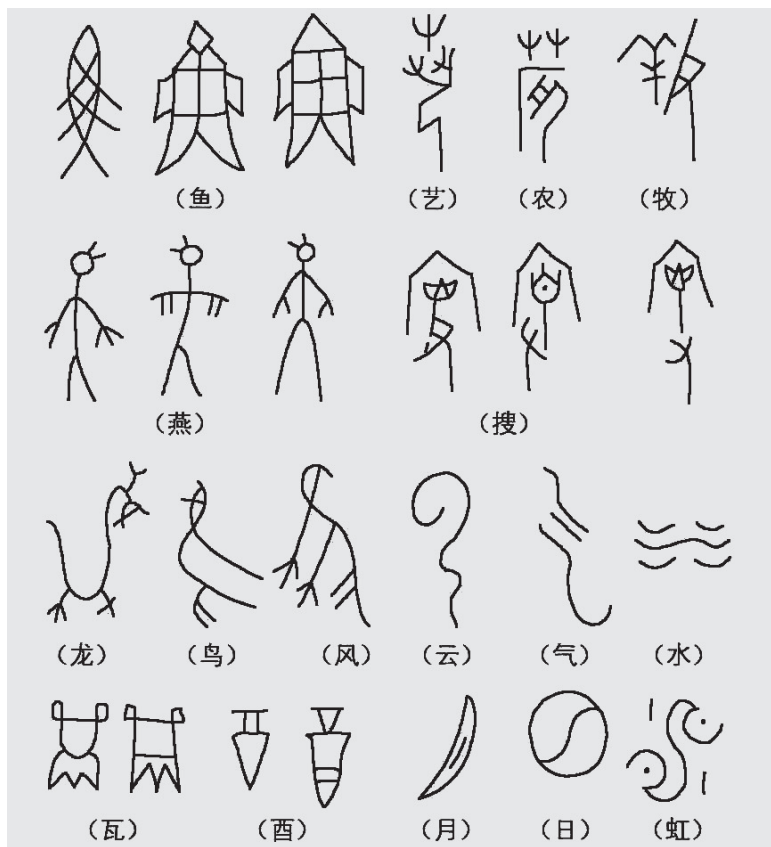 （鱼） （艺） （农） （牧）
（燕） （搜）
（龙） （鸟） （风） （云） （气） （水）
（瓦） （酉） （月） （日） （虹）